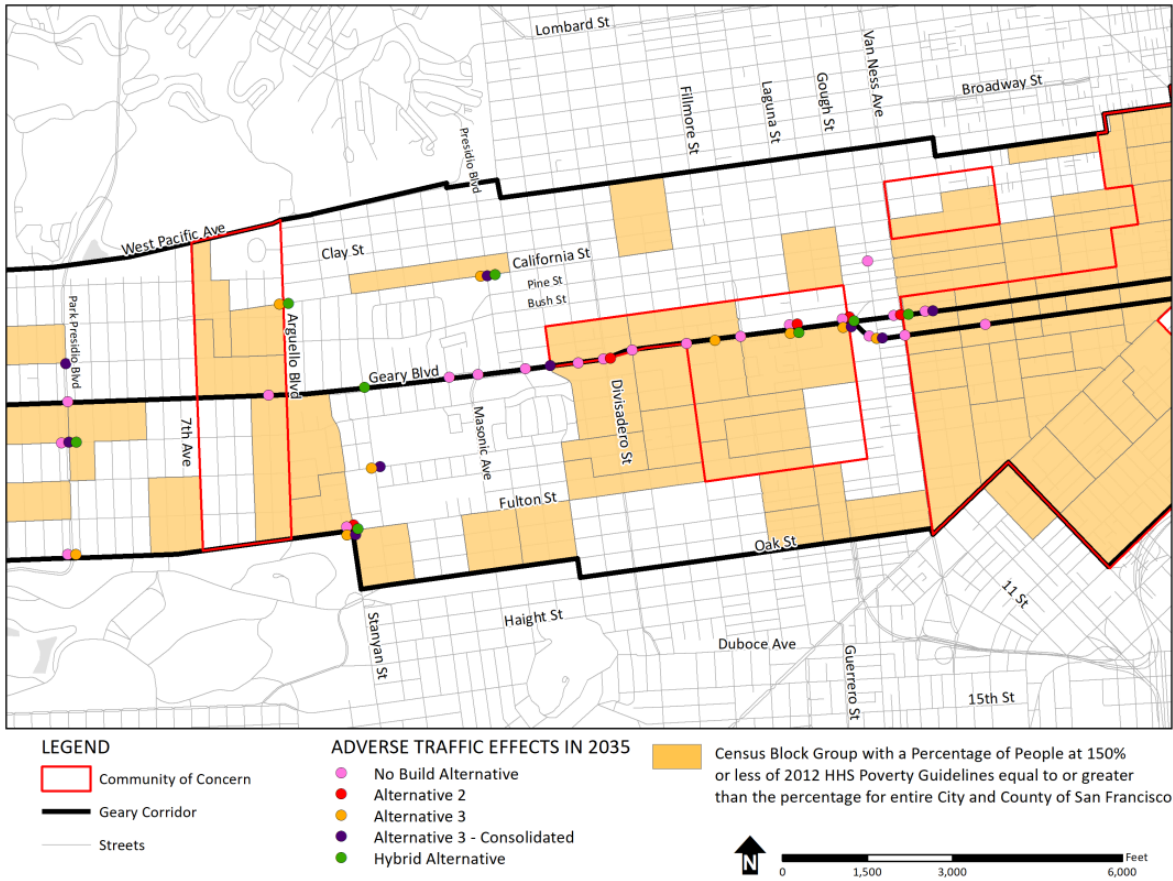 Lombard St
Van Ness Ave
Broadway St
Fillmore St
Laguna St
Gough St
Presidio Blvd
West Pacific Ave
Clay St
California St
Pine St
Bush St
Park Presidio Blvd
Arguello Blvd
Geary Blvd
7th Ave
Masonic Ave
Divisadero St
Fulton St
Oak St
Haight St
Stanyan St
Duboce Ave
Guerrero St
11 St
15th St
LEGEND
Community of Concern
Geary Corridor
Streets
ADVERSE TRAFFIC EFFECTS IN 2035
No Build Alternative
Alternative 2
Alternative 3
Alternative 3 - Consolidated
Hybrid Alternative
Census Block Group with a Percentage of People at 150%
or less of 2012 HHS Poverty Guidelines equal to or greater
than the percentage for entire City and County of San Francisco
N
Feet
0 1,500 3,000 6,000